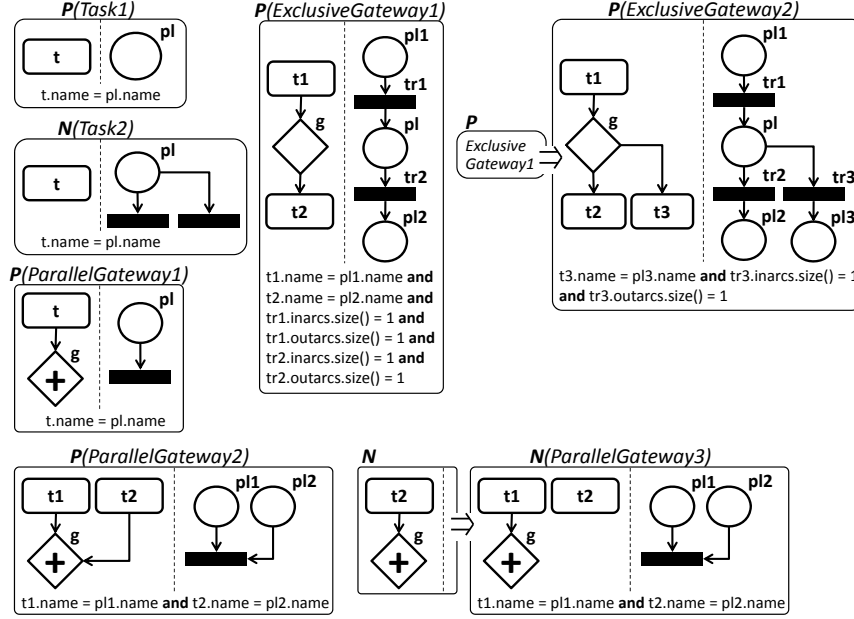 P(Task1)
t
pl
t.name = pl.name
N(Task2)
t
pl
t.name = pl.name
P(ParallelGateway1)
t
pl
g
t.name = pl.name
P(ExclusiveGateway1)
pl1
t1
tr1
g
pl
tr2
t2
pl2
t1.name = pl1.name and
t2.name = pl2.name and
tr1.inarcs.size() = 1 and
tr1.outarcs.size() = 1 and
tr2.inarcs.size() = 1 and
tr2.outarcs.size() = 1
P
Exclusive
Gateway1
P(ExclusiveGateway2)
pl1
t1
tr1
g
pl
tr2 tr3
t2 t3
pl2 pl3
t3.name = pl3.name and tr3.inarcs.size() = 1
and tr3.outarcs.size() = 1
P(ParallelGateway2)
t1 t2
pl1 pl2
g
t1.name = pl1.name and t2.name = pl2.name
N
t2
g
N(ParallelGateway3)
t1 t2
pl1 pl2
g
t1.name = pl1.name and t2.name = pl2.name